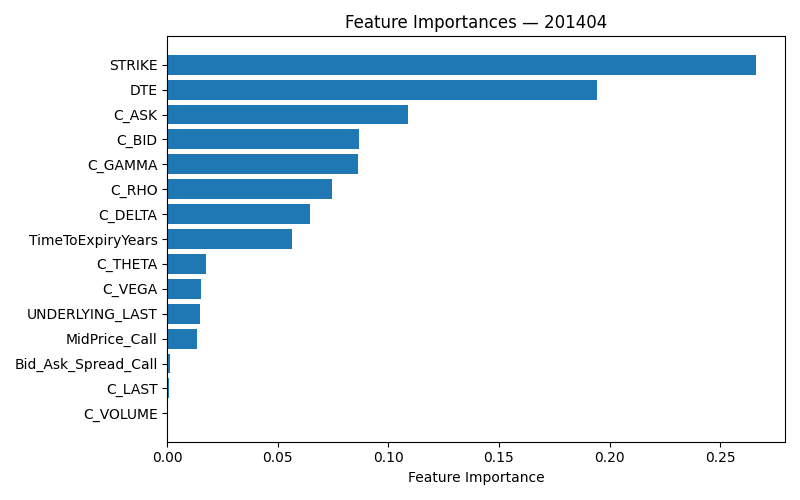 Feature Importances — 201404
STRIKE
DTE
C_ASK
C_BID
C_GAMMA
C_RHO
C_DELTA
TimeToExpiryYears
C_THETA
C_VEGA
UNDERLYING_LAST
MidPrice_Call
Bid_Ask_Spread_Call
C_LAST
C_VOLUME
0.00 0.05 0.10 0.15 0.20 0.25
Feature Importance